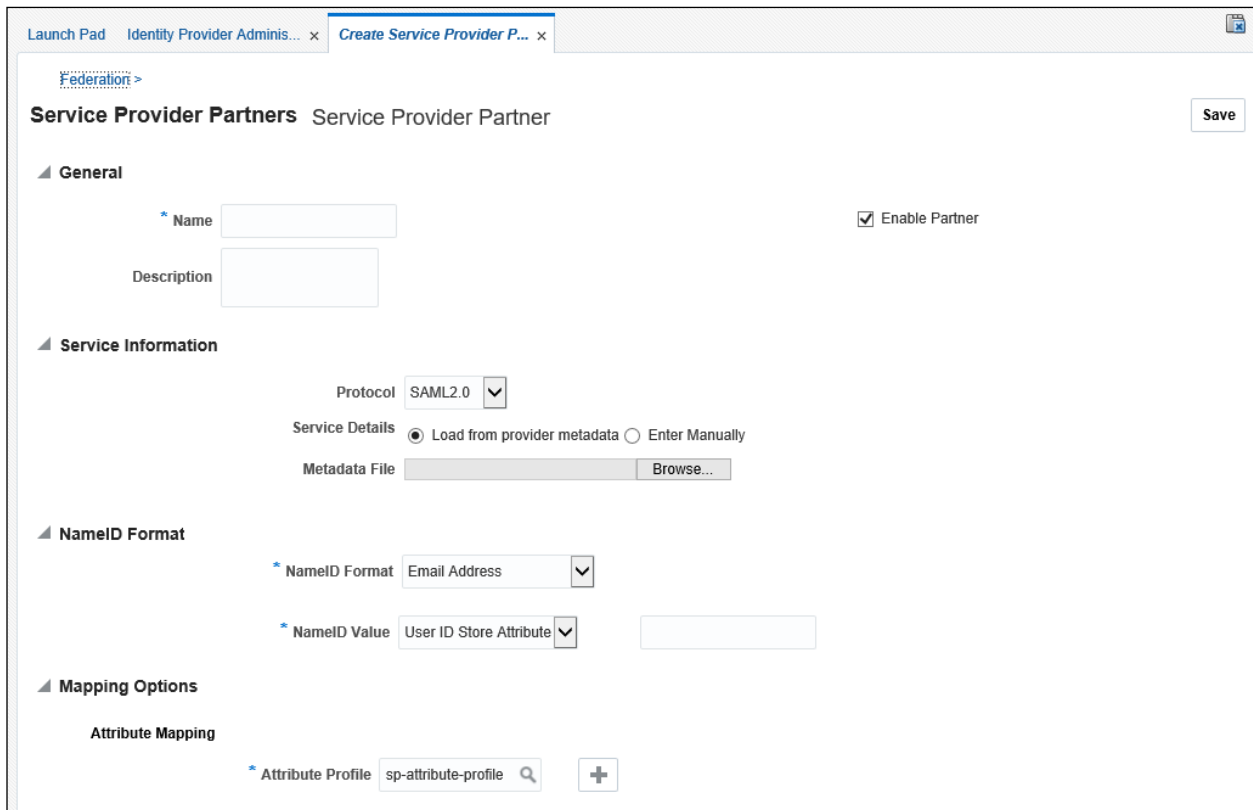 Launch Pad Identity Provider Adminis... × Create Service Provider P... ×
Federation >
Service Provider Partners Service Provider Partner Save
General
* Name Enable Partner
Description
Service Information
Protocol SAML2.0
Service Details Load from provider metadata Enter Manually
Metadata File Browse...
NameID Format
* NameID Format Email Address
* NameID Value User ID Store Attribute
Mapping Options
Attribute Mapping
* Attribute Profile sp-attribute-profile